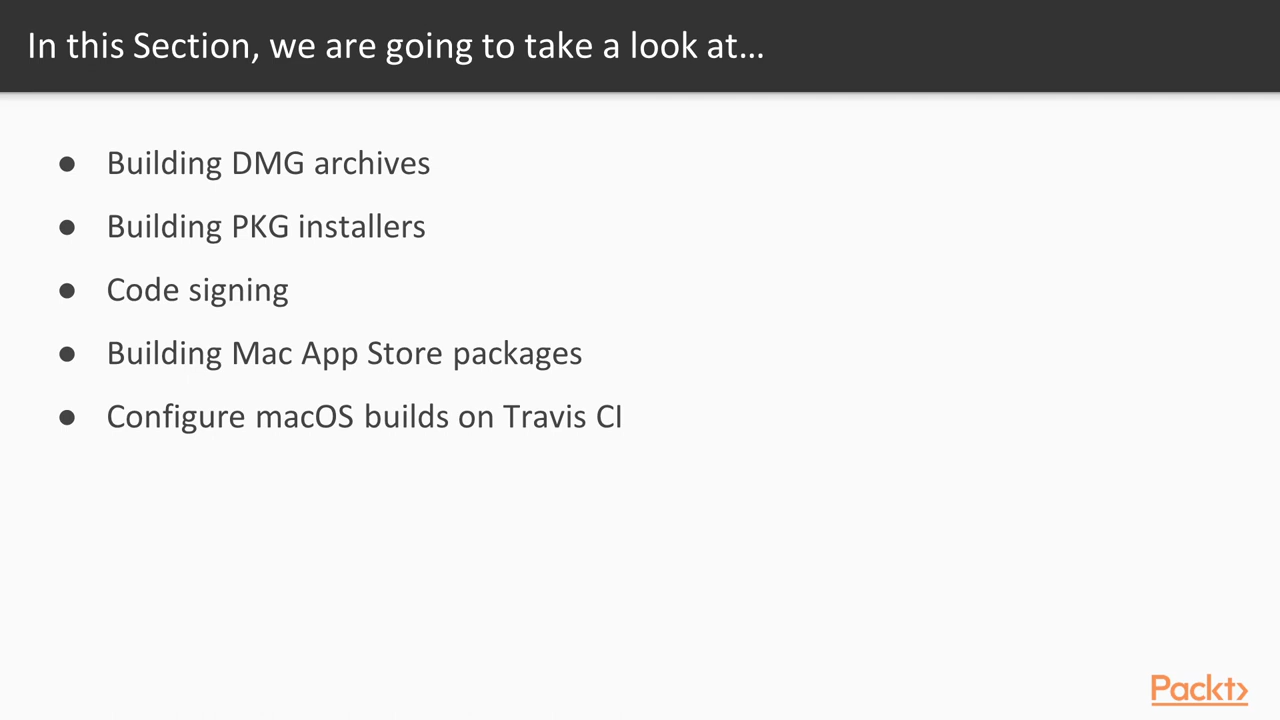 In this Section, we are going to take a look at...
● Building DMG archives
● Building PKG installers
● Code signing
● Building Mac App Store packages
● Configure macOS builds on Travis CI
Packt>